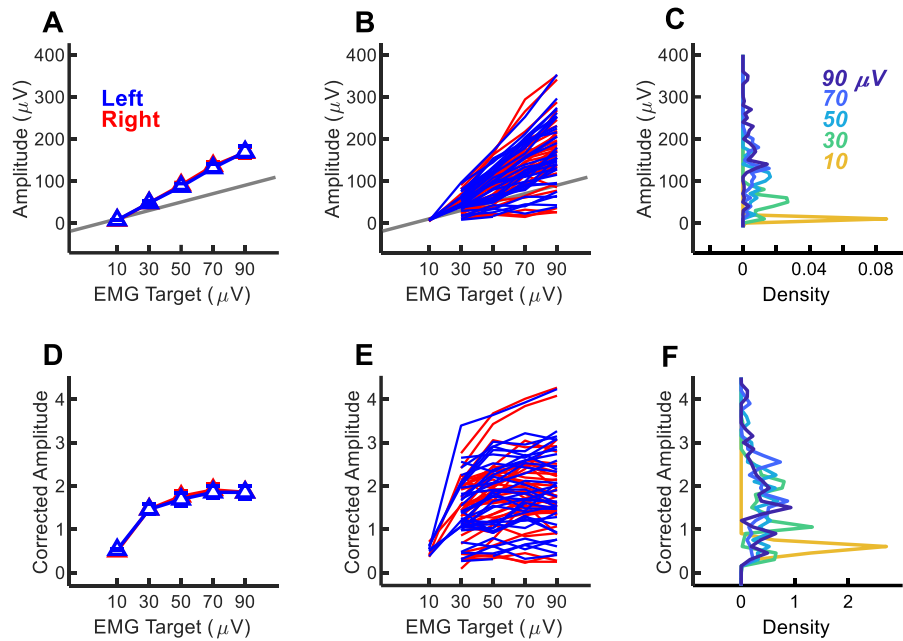 A
Amplitude (μV)
400
300
200
100
0
Left
Right
10 30 50 70 90
EMG Target (μV)
B
Amplitude (μV)
400
300
200
100
0
10 30 50 70 90
EMG Target (μV)
C
Amplitude (μV)
400
300
200
100
0
90 μV
70
50
30
10
0 0.04 0.08
Density
D
Corrected Amplitude
4
3
2
1
0
10 30 50 70 90
EMG Target (μV)
E
Corrected Amplitude
4
3
2
1
0
10 30 50 70 90
EMG Target (μV)
F
Corrected Amplitude
4
3
2
1
0
0 1 2
Density